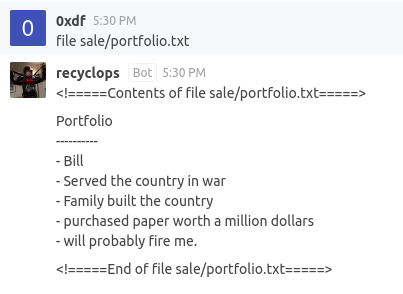 0
0xdf 5:30 PM
file sale/portfolio.txt
recyclops Bot 5:30 PM
<!=====Contents of file sale/portfolio.txt=====>
Portfolio
----------
- Bill
- Served the country in war
- Family built the country
- purchased paper worth a million dollars
- will probably fire me.
<!=====End of file sale/portfolio.txt=====>